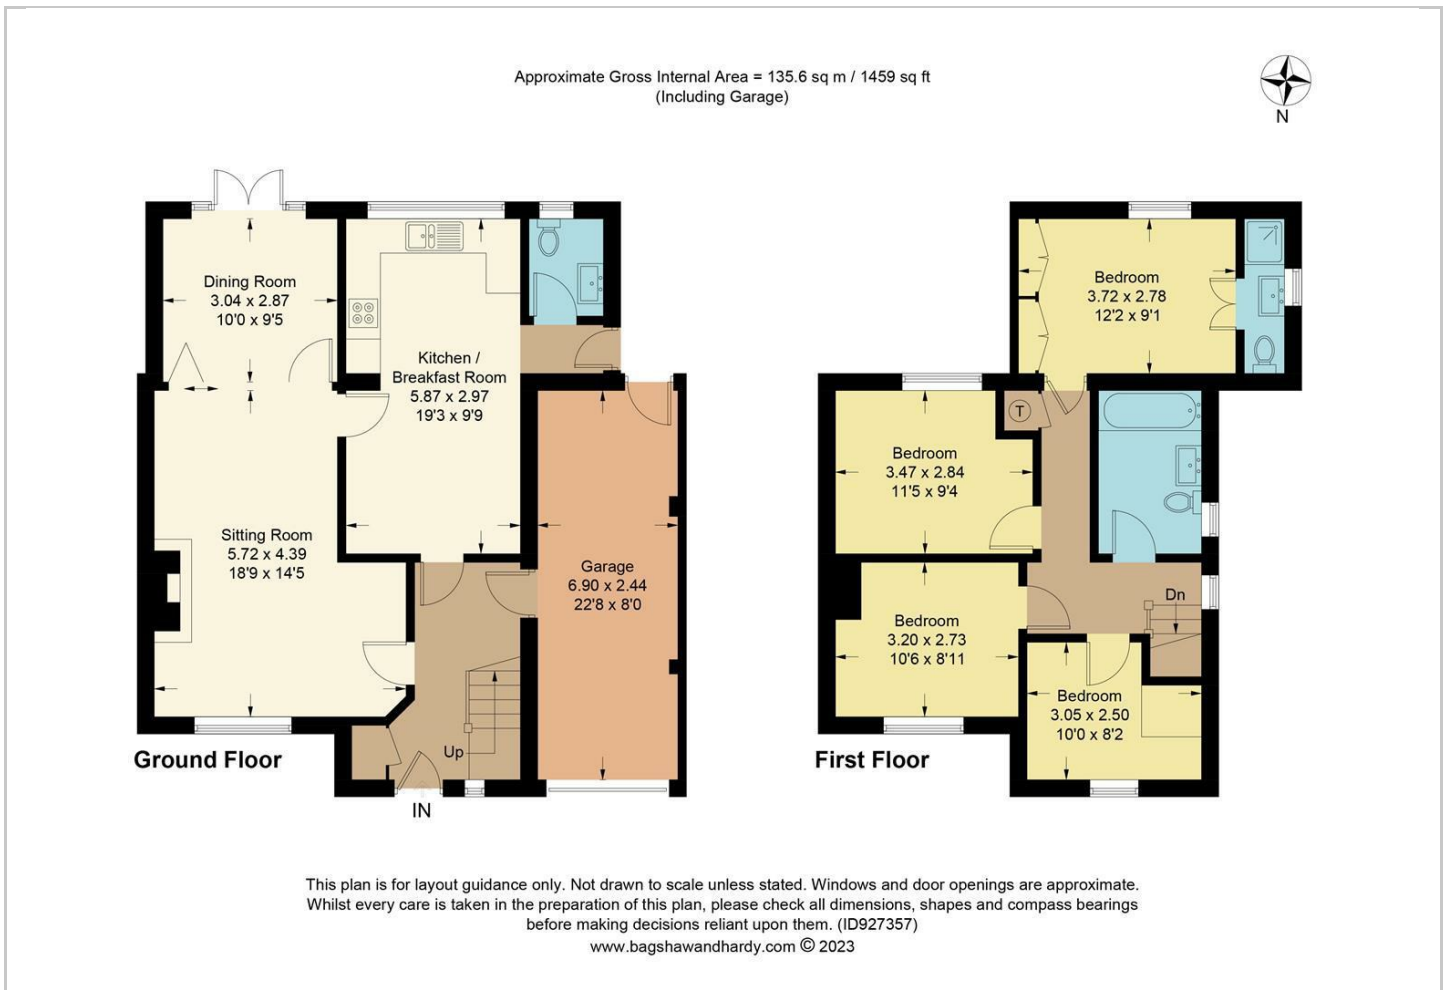 Approximate Gross Internal Area = 135.6 sq m / 1459 sq ft
(Including Garage)
N
Dining Room
3.04 x 2.87
10'0 x 9'5
Kitchen /
Breakfast Room
5.87 x 2.97
19'3 x 9'9
Sitting Room
5.72 x 4.39
18'9 x 14'5
Garage
6.90 x 2.44
22'8 x 8'0
Up
IN
Ground Floor
Bedroom
3.72 x 2.78
12'2 x 9'1
T
Bedroom
3.47 x 2.84
11'5 x 9'4
Dn
Bedroom
3.20 x 2.73
10'6 x 8'11
Bedroom
3.05 x 2.50
10'0 x 8'2
First Floor
This plan is for layout guidance only. Not drawn to scale unless stated. Windows and door openings are approximate.
Whilst every care is taken in the preparation of this plan, please check all dimensions, shapes and compass bearings
before making decisions reliant upon them. (ID927357)
www.bagshawandhardy.com © 2023